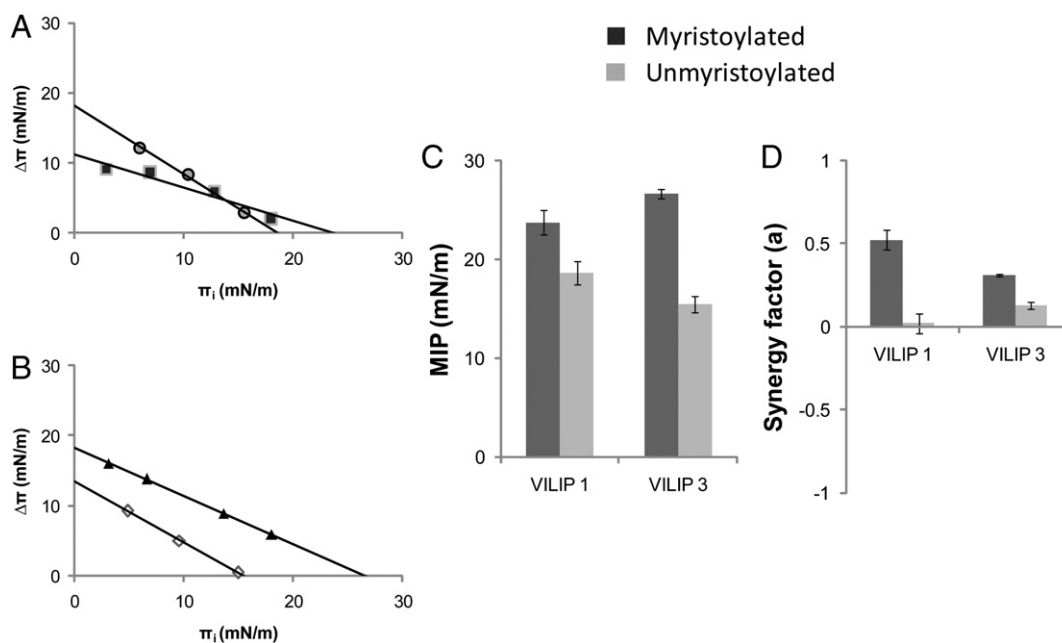 A
30
20
10
0
Δπ (mN/m)
0 10 20 30
πi (mN/m)
B
30
20
10
0
Δπ (mN/m)
0 10 20 30
πi (mN/m)
Myristoylated
Unmyristoylated
C
30
20
10
0
MIP (mN/m)
VILIP 1 VILIP 3
D
1
0.5
0
-0.5
-1
Synergy factor (a)
VILIP 1 VILIP 3